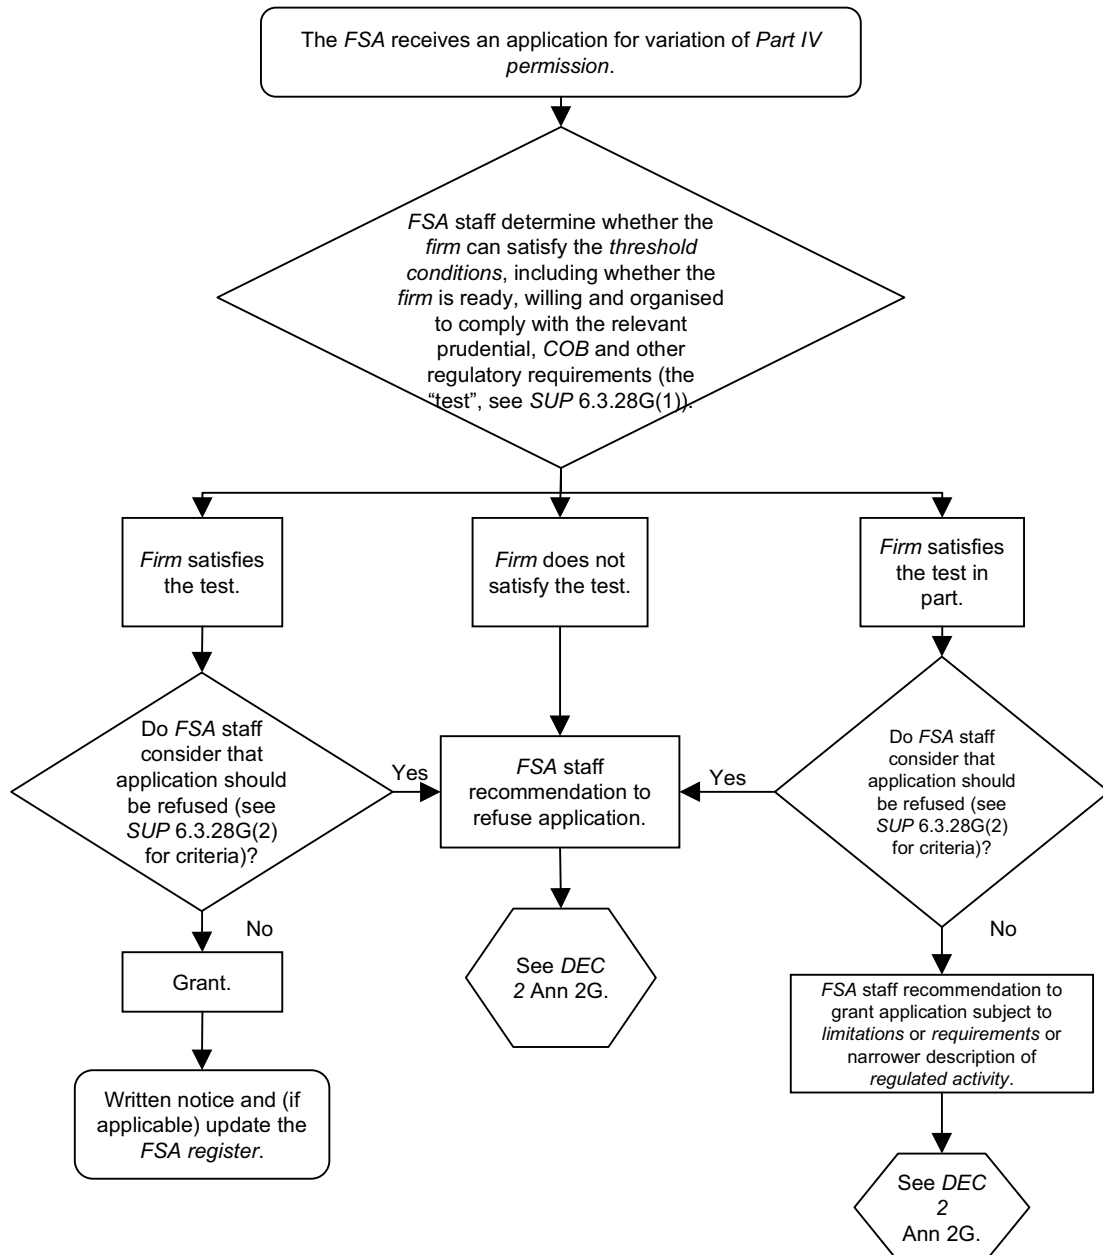 The FSA receives an application for variation of Part IV
permission.
FSA staff determine whether the
firm can satisfy the threshold
conditions, including whether the
firm is ready, willing and organised
to comply with the relevant
prudential, COB and other
regulatory requirements (the
“test”, see SUP 6.3.28G(1)).
Firm satisfies
the test.
Firm does not
satisfy the test.
Firm satisfies
the test in
part.
Do FSA staff
consider that
application should
be refused (see
SUP 6.3.28G(2)
for criteria)?
Yes
FSA staff
recommendation to
refuse application.
Yes
Do FSA staff
consider that
application should
be refused (see
SUP 6.3.28G(2)
for criteria)?
No
No
Grant.
See DEC
2 Ann 2G.
FSA staff recommendation to
grant application subject to
limitations or requirements or
narrower description of
regulated activity.
Written notice and (if
applicable) update the
FSA register.
See DEC
2
Ann 2G.